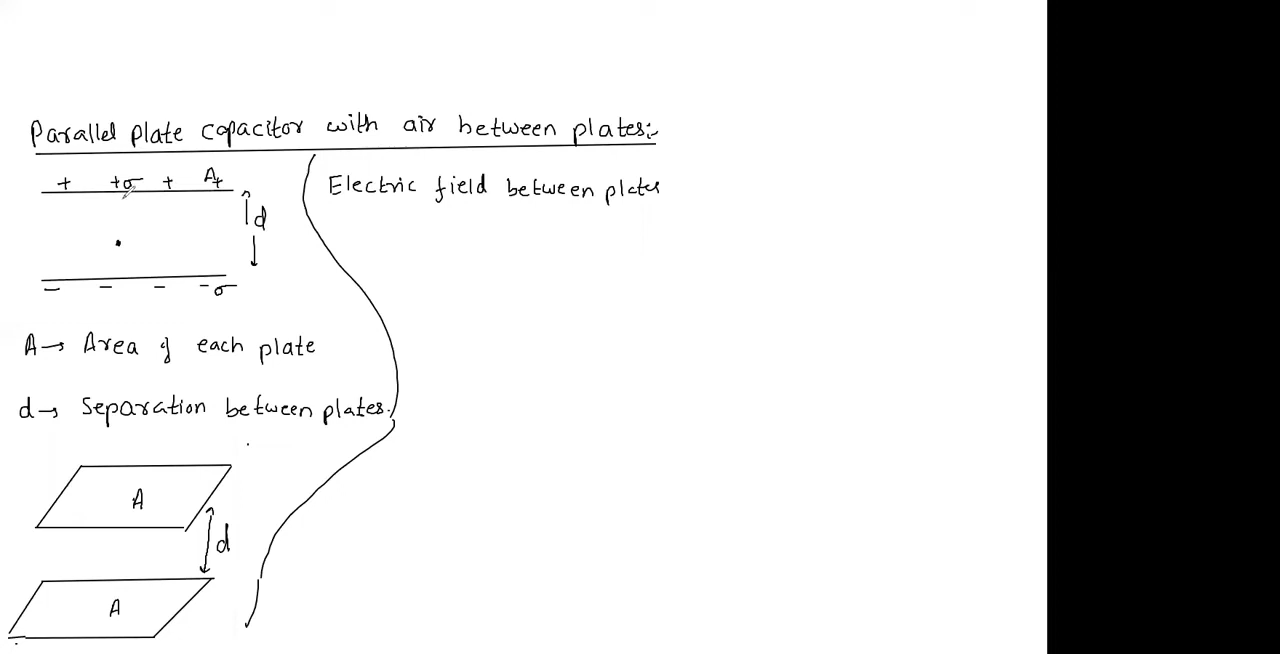 Parallel plate capacitor with air between plates:-
+ +σ + A+
d
- - - -σ
A→ Area of each plate
d→ Separation between plates.
A
d
A
Electric field between plates